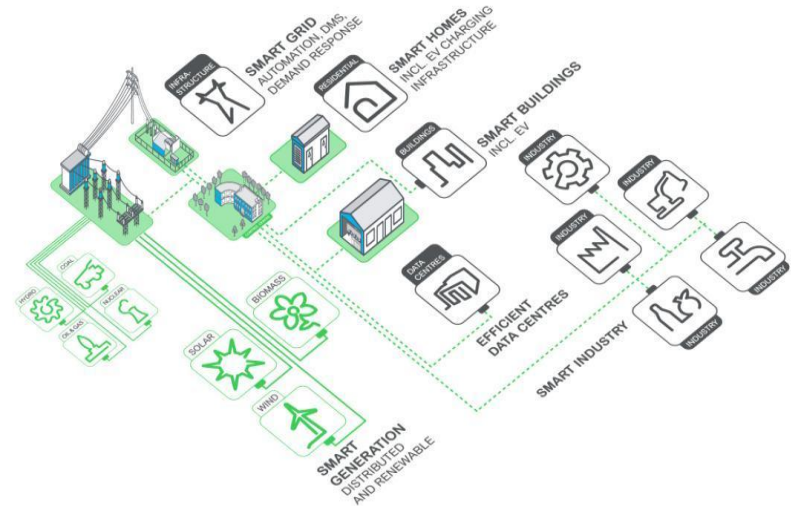 INFRA-
STRUCTURE
SMART GRID
AUTOMATION, DMS,
DEMAND RESPONSE
RESIDENTIAL
SMART HOMES
INCL. EV CHARGING
INFRASTRUCTURE
BUILDINGS
SMART BUILDINGS
INCL. EV
INDUSTRY
INDUSTRY
INDUSTRY
INDUSTRY
INDUSTRY
DATA
CENTRES
EFFICIENT
DATA CENTRES
SMART INDUSTRY
COAL
HYDRO
NUCLEAR
OIL & GAS
BIOMASS
SOLAR
WIND
SMART
GENERATION
DISTRIBUTED
AND RENEWABLE